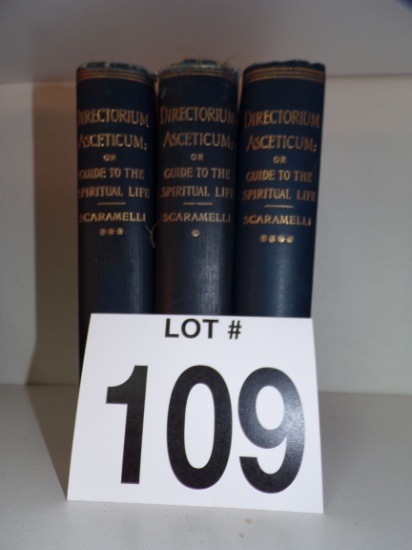 DIRECTORIUM
ASCETICUM;
OR
GUIDE TO THE
SPIRITUAL LIFE
SCARAMELLI
DIRECTORIUM
ASCETICUM;
OR
GUIDE TO THE
SPIRITUAL LIFE
SCARAMELLI
DIRECTORIUM
ASCETICUM;
OR
GUIDE TO THE
SPIRITUAL LIFE
SCARAMELLI
LOT #
109